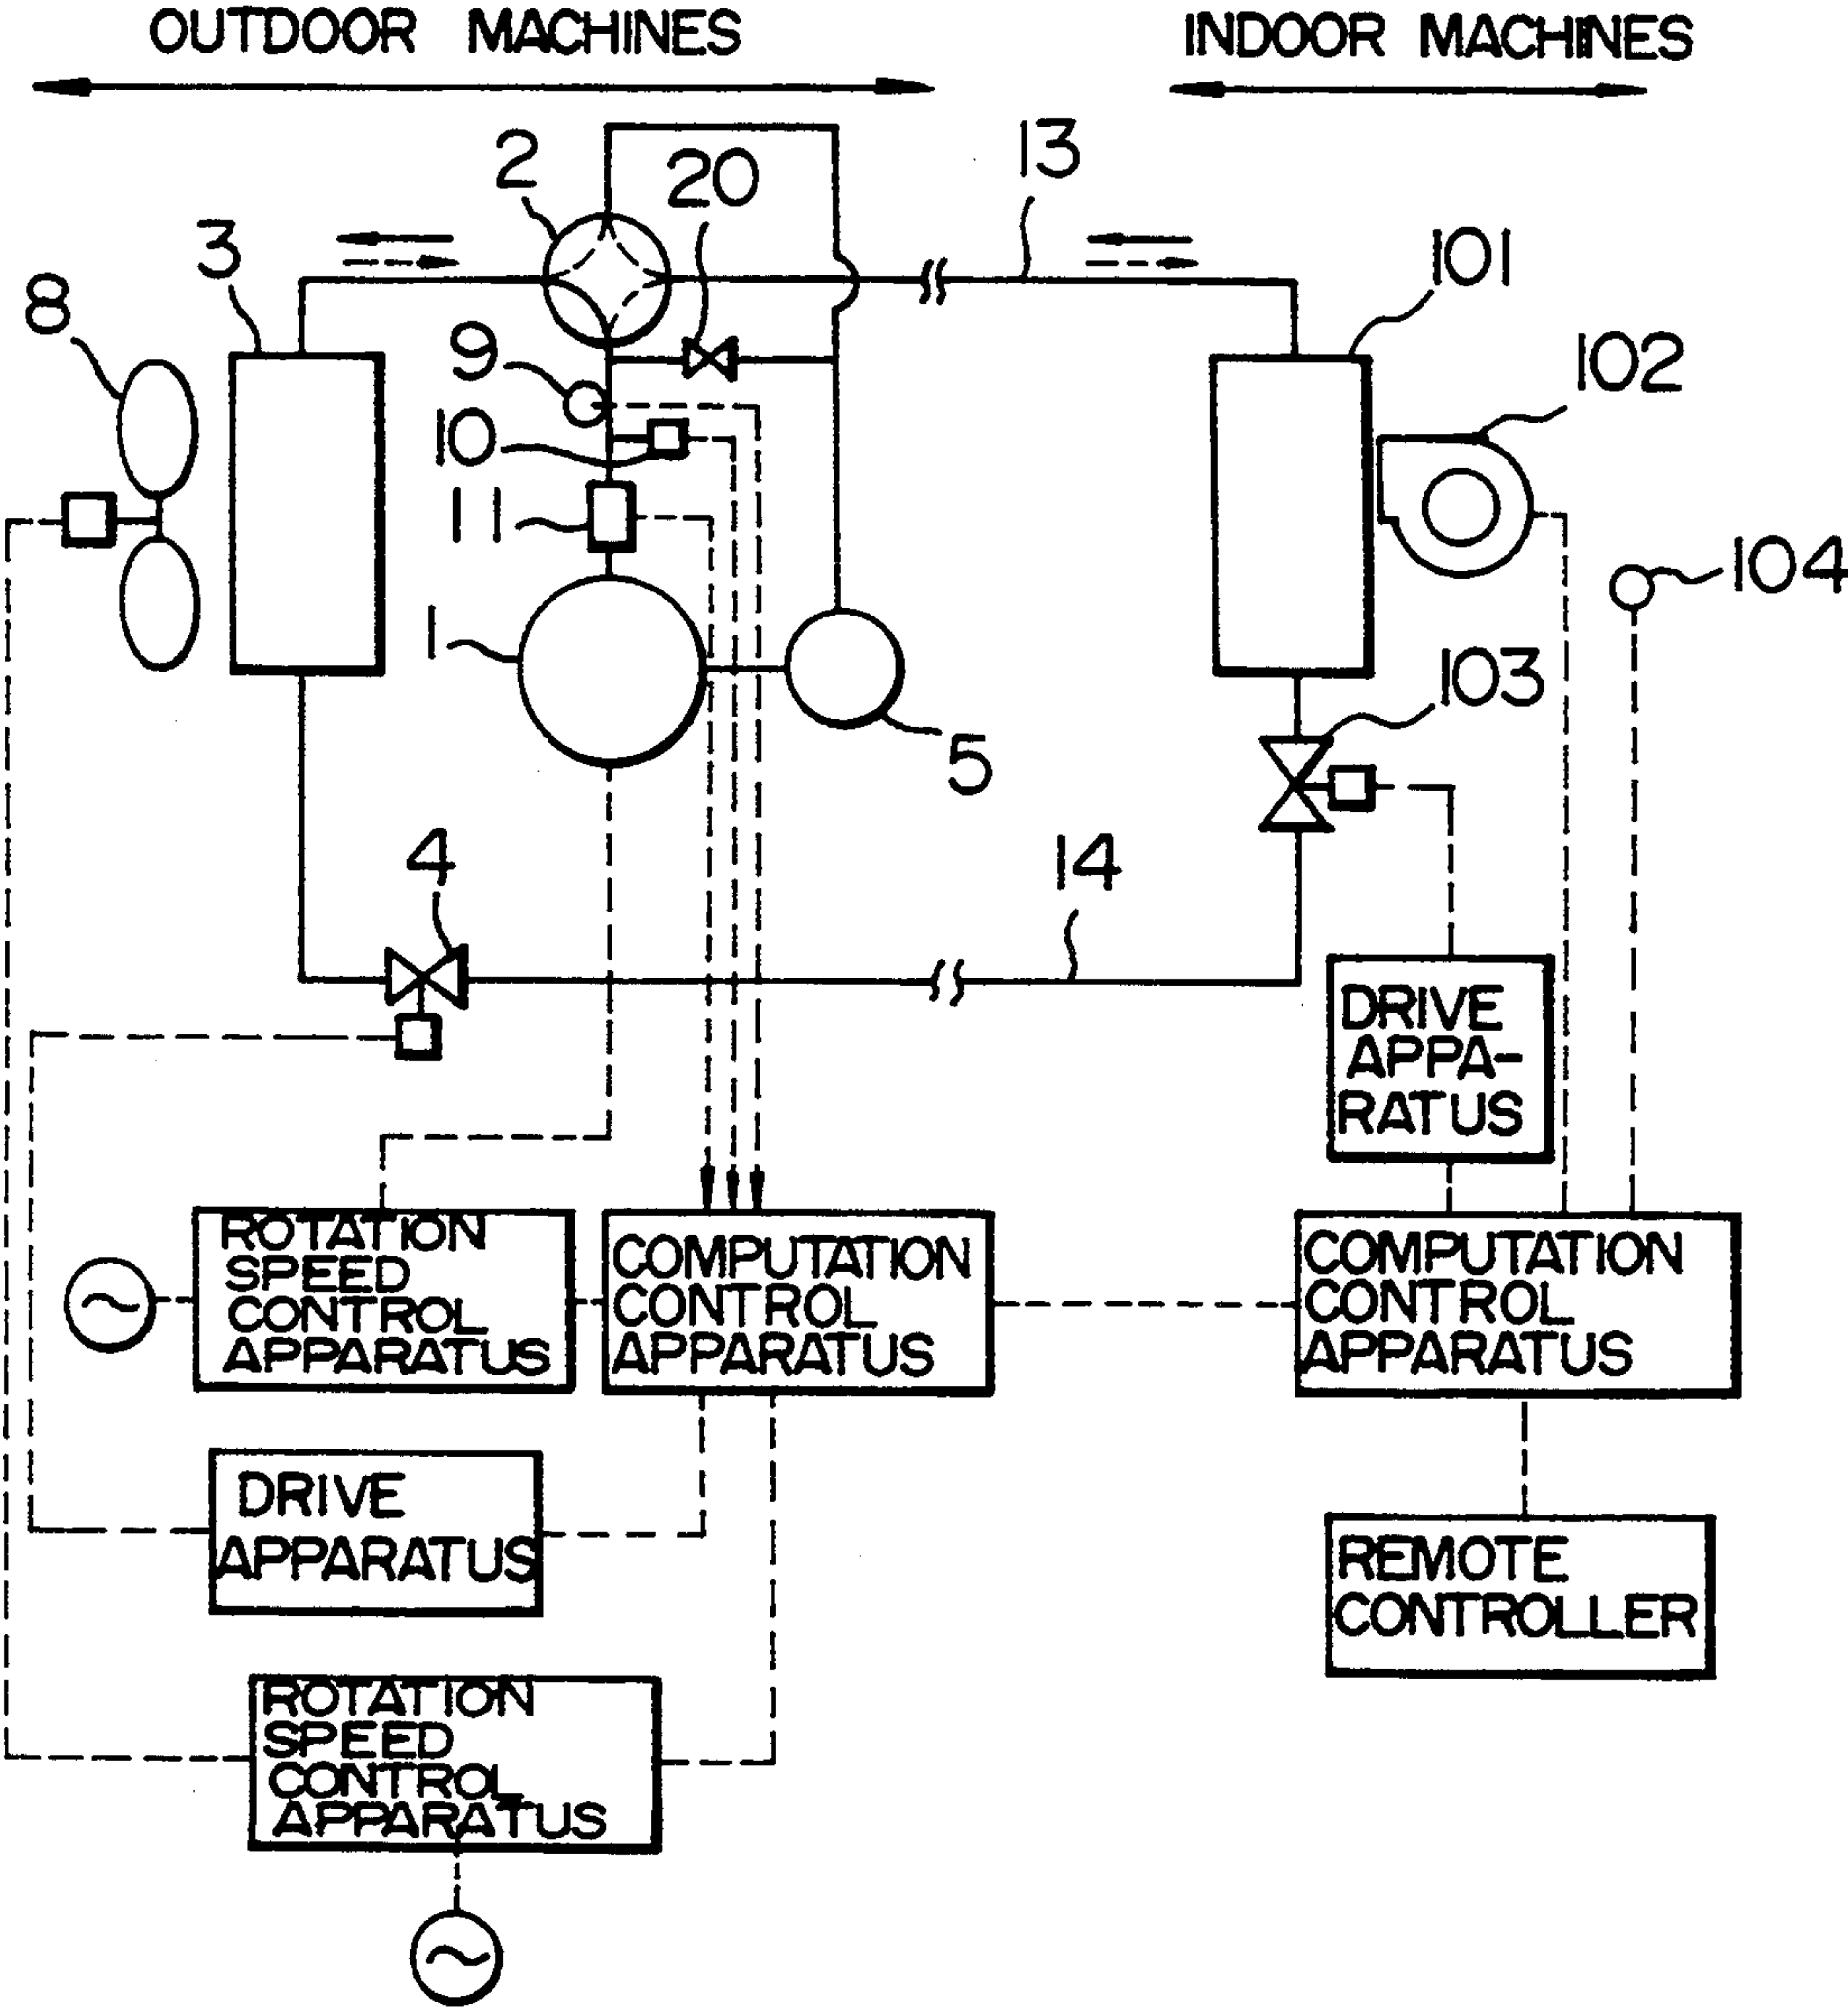 OUTDOOR MACHINES
INDOOR MACHINES
2
20
13
3
101
8
9
102
10
11
104
1
103
5
4
14
DRIVE
APPA-
RATUS
ROTATION
SPEED
CONTROL
APPARATUS
COMPUTATION
CONTROL
APPARATUS
COMPUTATION
CONTROL
APPARATUS
DRIVE
APPARATUS
REMOTE
CONTROLLER
ROTATION
SPEED
CONTROL
APPARATUS